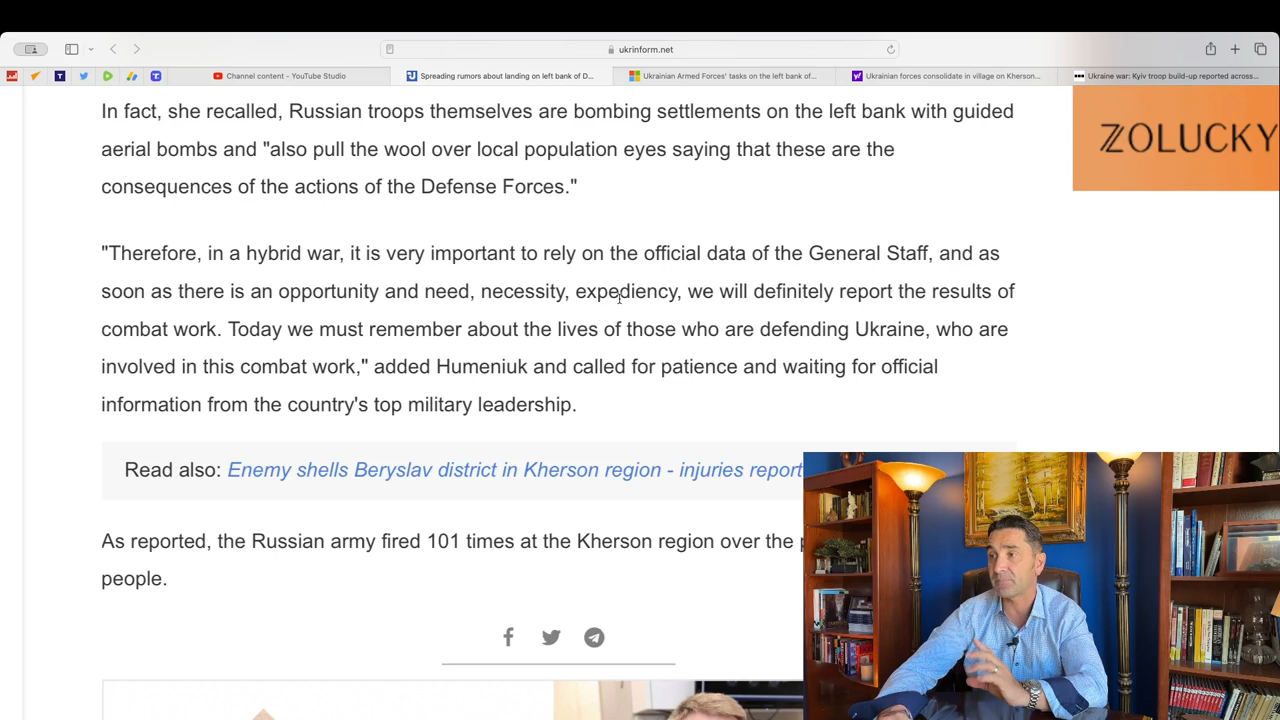 ukrinform.net
Channel content - YouTube Studio
Spreading rumors about landing on left bank of D...
Ukrainian Armed Forces' tasks on the left bank of...
Ukrainian forces consolidate in village on Kherson...
Ukraine war: Kyiv troop build-up reported across...
In fact, she recalled, Russian troops themselves are bombing settlements on the left bank with guided
aerial bombs and "also pull the wool over local population eyes saying that these are the
consequences of the actions of the Defense Forces."
ZOLUCKY
"Therefore, in a hybrid war, it is very important to rely on the official data of the General Staff, and as
soon as there is an opportunity and need, necessity, expediency, we will definitely report the results of
combat work. Today we must remember about the lives of those who are defending Ukraine, who are
involved in this combat work," added Humeniuk and called for patience and waiting for official
information from the country's top military leadership.
Read also: Enemy shells Beryslav district in Kherson region - injuries report
As reported, the Russian army fired 101 times at the Kherson region over the
people.